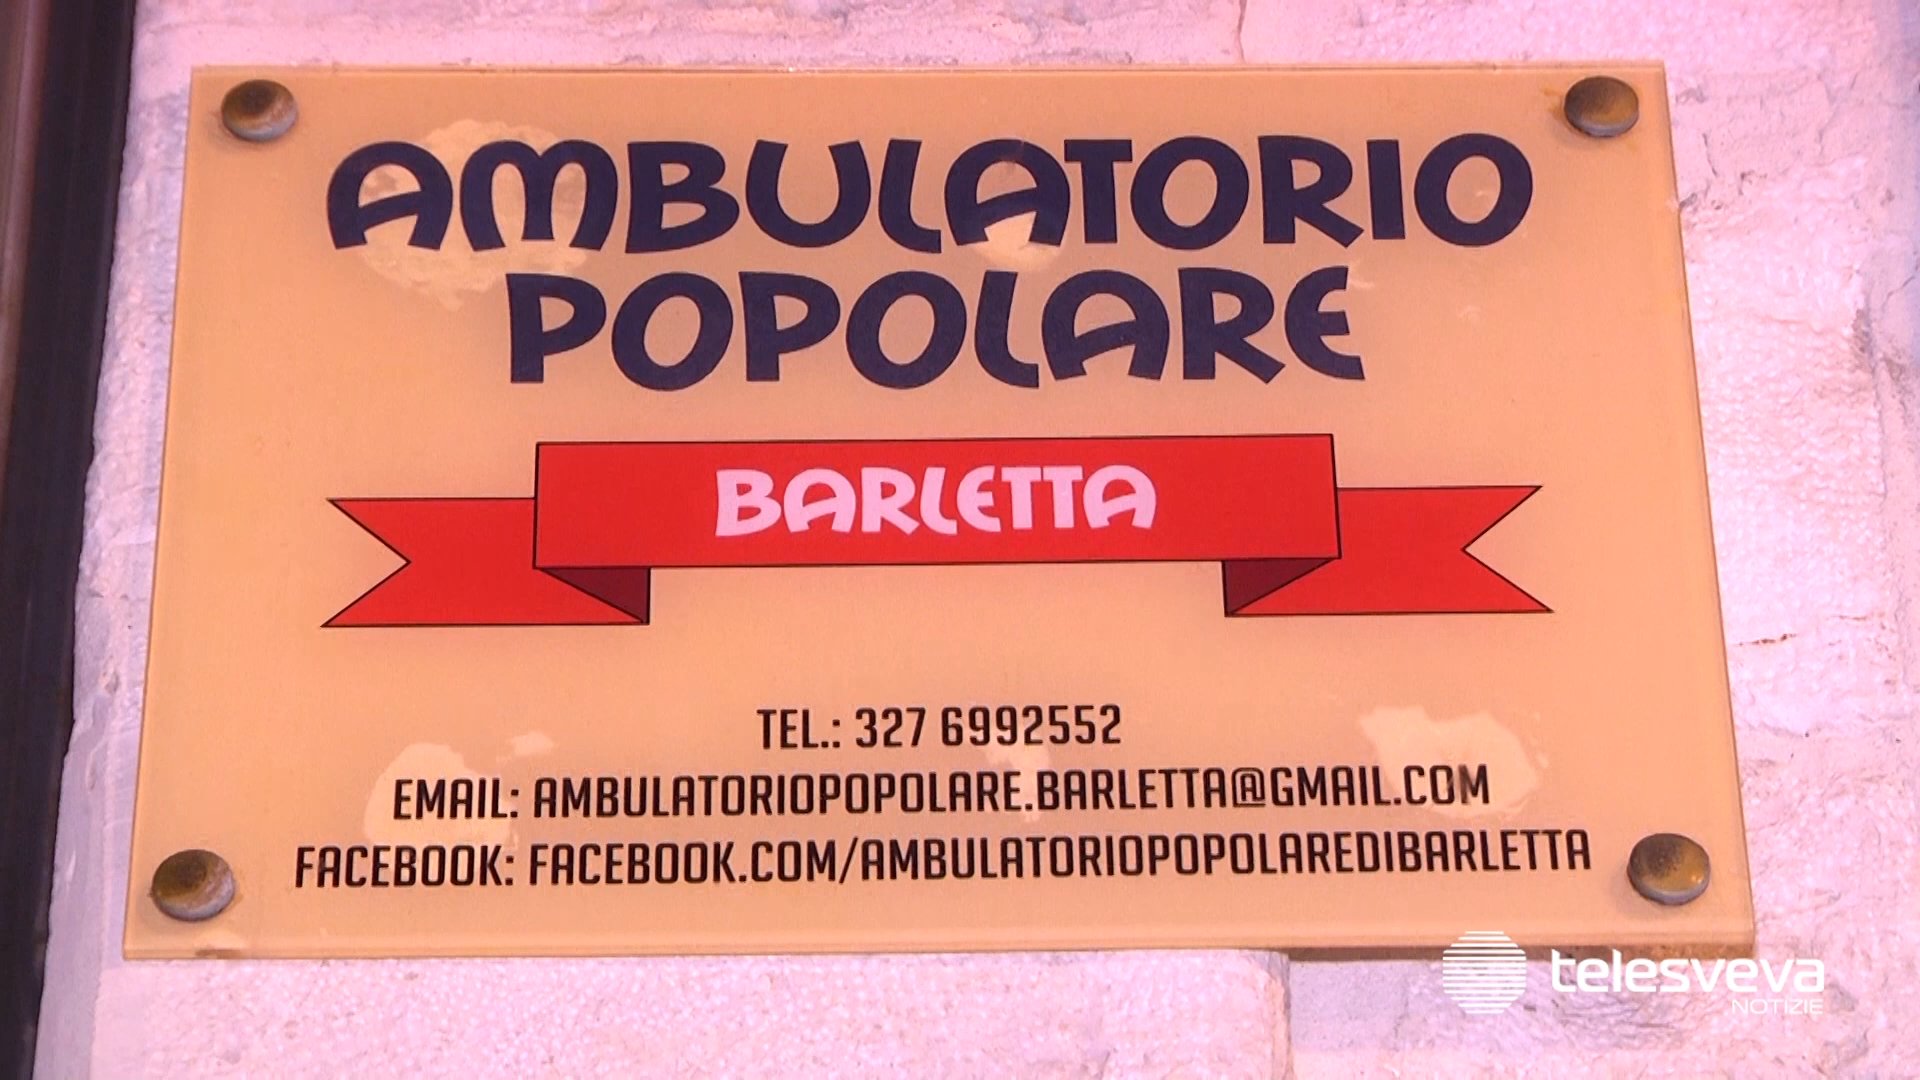 AMBULATORIO
POPOLARE
BARLETTA
TEL.: 327 6992552
EMAIL: AMBULATORIOPOPOLARE.BARLETTA@GMAIL.COM
FACEBOOK: FACEBOOK.COM/AMBULATORIOPOPOLAREDIBARLETTA
telesveva
NOTIZIE